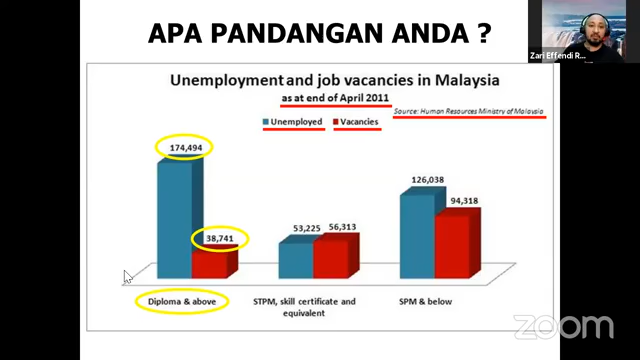 APA PANDANGAN ANDA ?
Zari Effendi R...
Unemployment and job vacancies in Malaysia
as at end of April 2011
Source: Human Resources Ministry of Malaysia
Unemployed Vacancies
174,494
38,741
53,225
56,313
126,038
94,318
Diploma & above
STPM, skill certificate and
equivalent
SPM & below
zoom